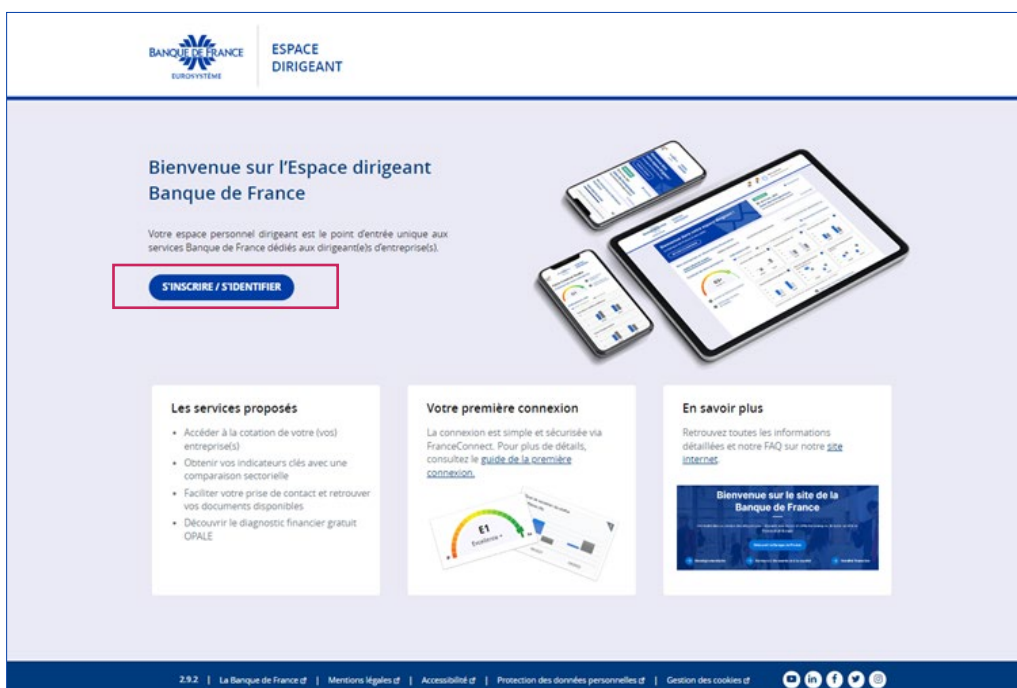 BANQUE DE FRANCE
EUROSYSTÈME
ESPACE
DIRIGEANT
Bienvenue sur l'Espace dirigeant
Banque de France
Votre espace personnel dirigeant est le point d'entrée unique aux
services Banque de France dédiés aux dirigeant(e)s d'entreprise(s).
S'INSCRIRE / S'IDENTIFIER
Les services proposés
• Accéder à la cotation de votre (vos)
entreprise(s)
• Obtenir vos indicateurs clés avec une
comparaison sectorielle
• Faciliter votre prise de contact et retrouver
vos documents disponibles
• Découvrir le diagnostic financier gratuit
OPALE
Votre première connexion
La connexion est simple et sécurisée via
FranceConnect. Pour plus de détails,
consultez le guide de la première
connexion.
E1
Excellente +
En savoir plus
Retrouvez toutes les informations
détaillées et notre FAQ sur notre site
internet.
Bienvenue sur le site de la
Banque de France
2.9.2 | La Banque de France | Mentions légales | Accessibilité | Protection des données personnelles | Gestion des cookies